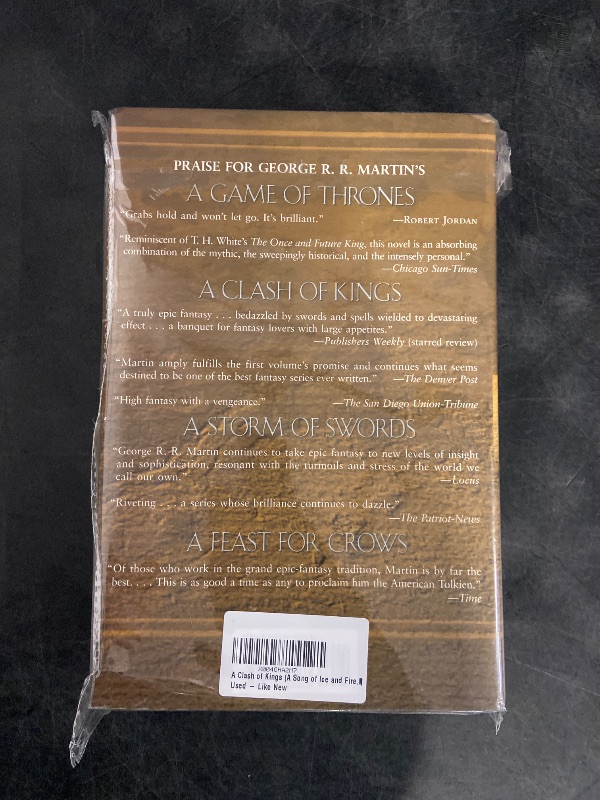 PRAISE FOR GEORGE R. R. MARTIN'S
A GAME OF THRONES
"Grabs hold and won't let go. It's brilliant." —ROBERT JORDAN
"Reminiscent of T. H. White's The Once and Future King, this novel is an absorbing
combination of the mythic, the sweepingly historical, and the intensely personal."
—Chicago Sun-Times
A CLASH OF KINGS
"A truly epic fantasy . . . bedazzled by swords and spells wielded to devastating
effect . . . a banquet for fantasy lovers with large appetites."
—Publishers Weekly (starred review)
"Martin amply fulfills the first volume's promise and continues what seems
destined to be one of the best fantasy series ever written." —The Denver Post
"High fantasy with a vengeance." —The San Diego Union-Tribune
A STORM OF SWORDS
"George R. R. Martin continues to take epic fantasy to new levels of insight
and sophistication, resonant with the turmoils and stress of the world we
call our own." —Locus
"Riveting . . . a series whose brilliance continues to dazzle."
—The Patriot-News
A FEAST FOR CROWS
"Of those who work in the grand epic-fantasy tradition, Martin is by far the
best. . . . This is as good a time as any to proclaim him the American Tolkien."
—Time
A Clash of Kings (A Song of Ice and Fire,
Used – Like New